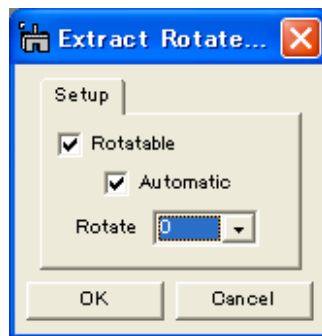 Extract Rotate...
Setup
Rotatable
Automatic
Rotate 0
OK Cancel